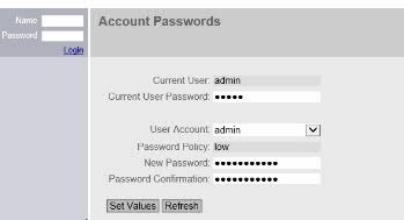 Name
Password
Login
Account Passwords
Current User: admin
Current User Password: •••••
User Account: admin
Password Policy: low
New Password: •••••••••••
Password Confirmation: •••••••••••
Set Values Refresh